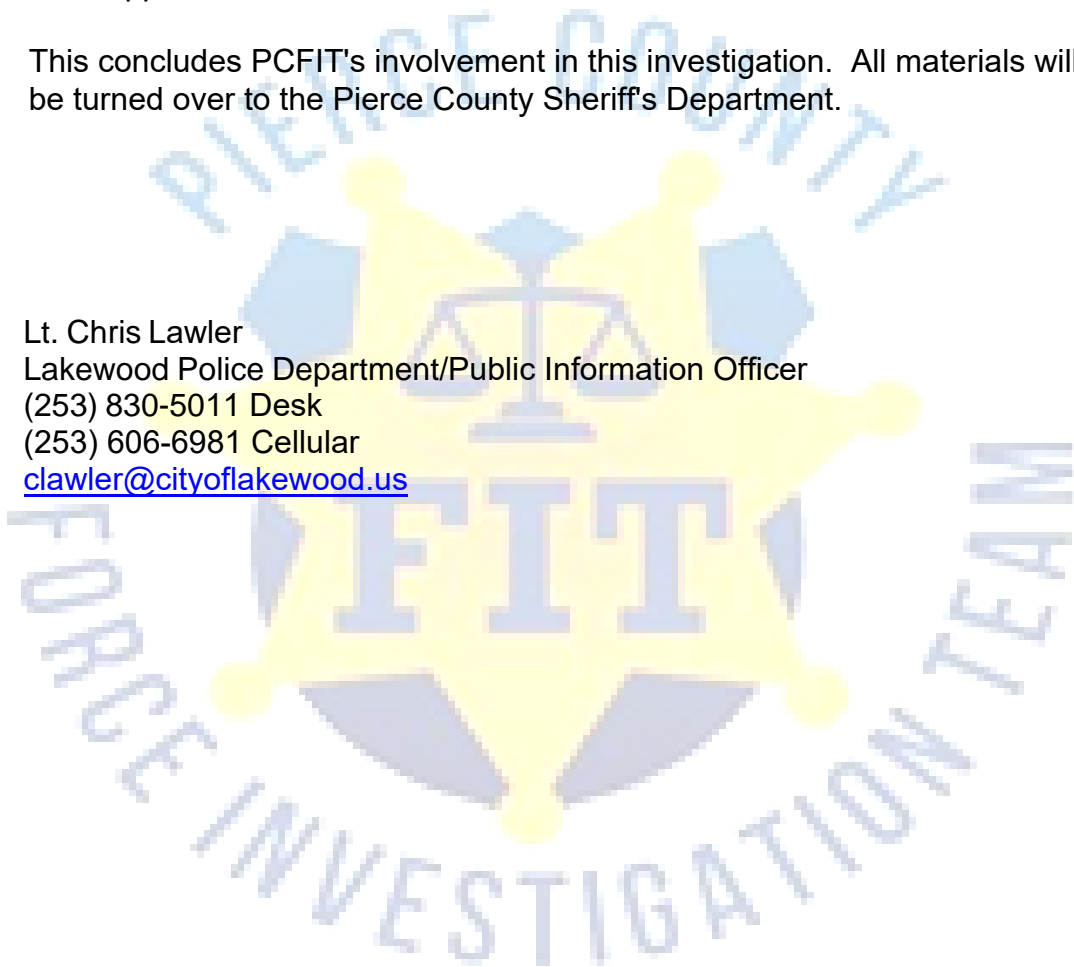 This concludes PCFIT's involvement in this investigation.  All materials will
be turned over to the Pierce County Sheriff's Department.
PIERCE COUNTY
Lt. Chris Lawler
Lakewood Police Department/Public Information Officer
(253) 830-5011 Desk
(253) 606-6981 Cellular
clawler@cityoflakewood.us
FIT
FORCE INVESTIGATION TEAM